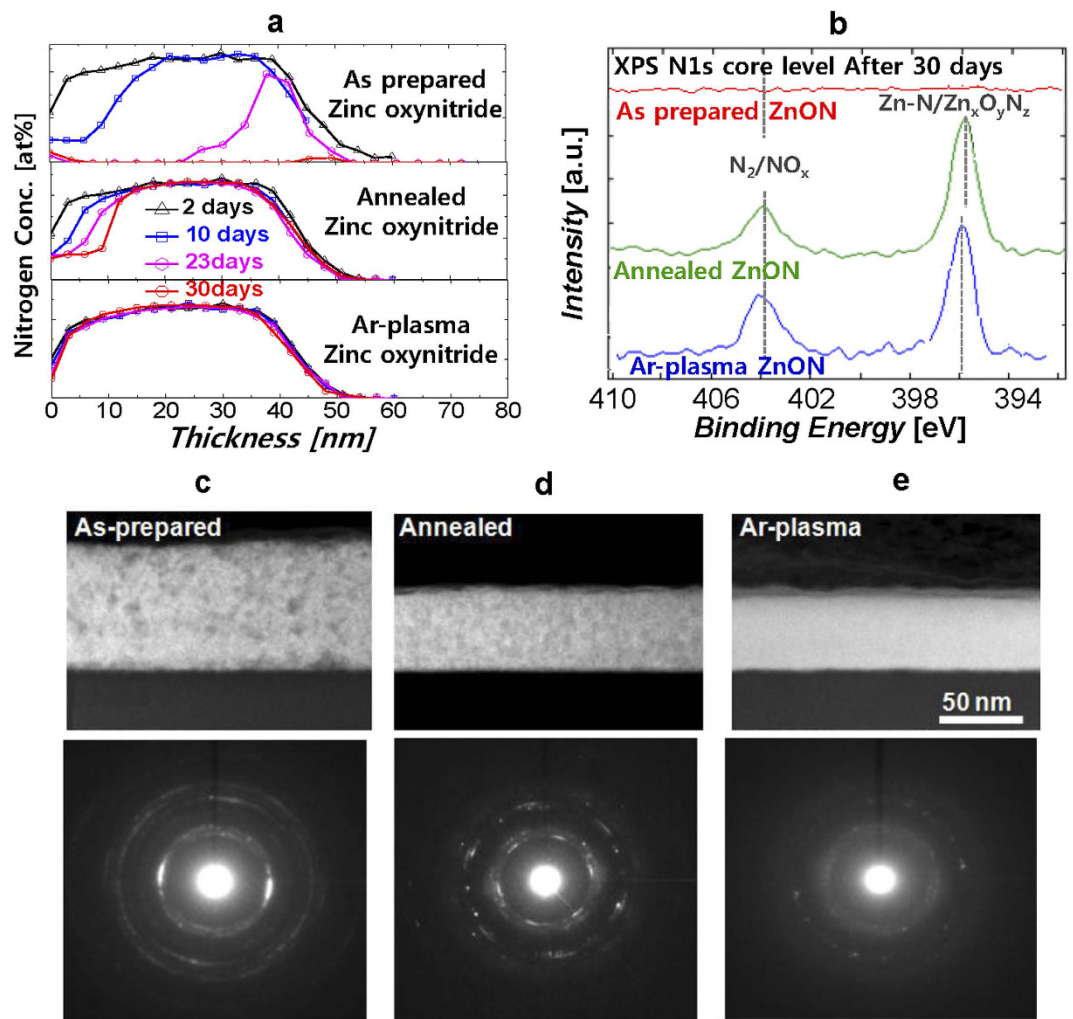 a
As prepared
Zinc oxynitride
Annealed
Zinc oxynitride
2 days
10 days
23days
30days
Ar-plasma
Zinc oxynitride
Nitrogen Conc. [at%]
0 10 20 30 40 50 60 70 80
Thickness [nm]
b
XPS N1s core level After 30 days
As prepared ZnON
Zn-N/ZnxOyNz
N2/NOx
Annealed ZnON
Ar-plasma ZnON
Intensity [a.u.]
410 406 402 398 394
Binding Energy [eV]
c
d
e
As-prepared
Annealed
Ar-plasma
50 nm